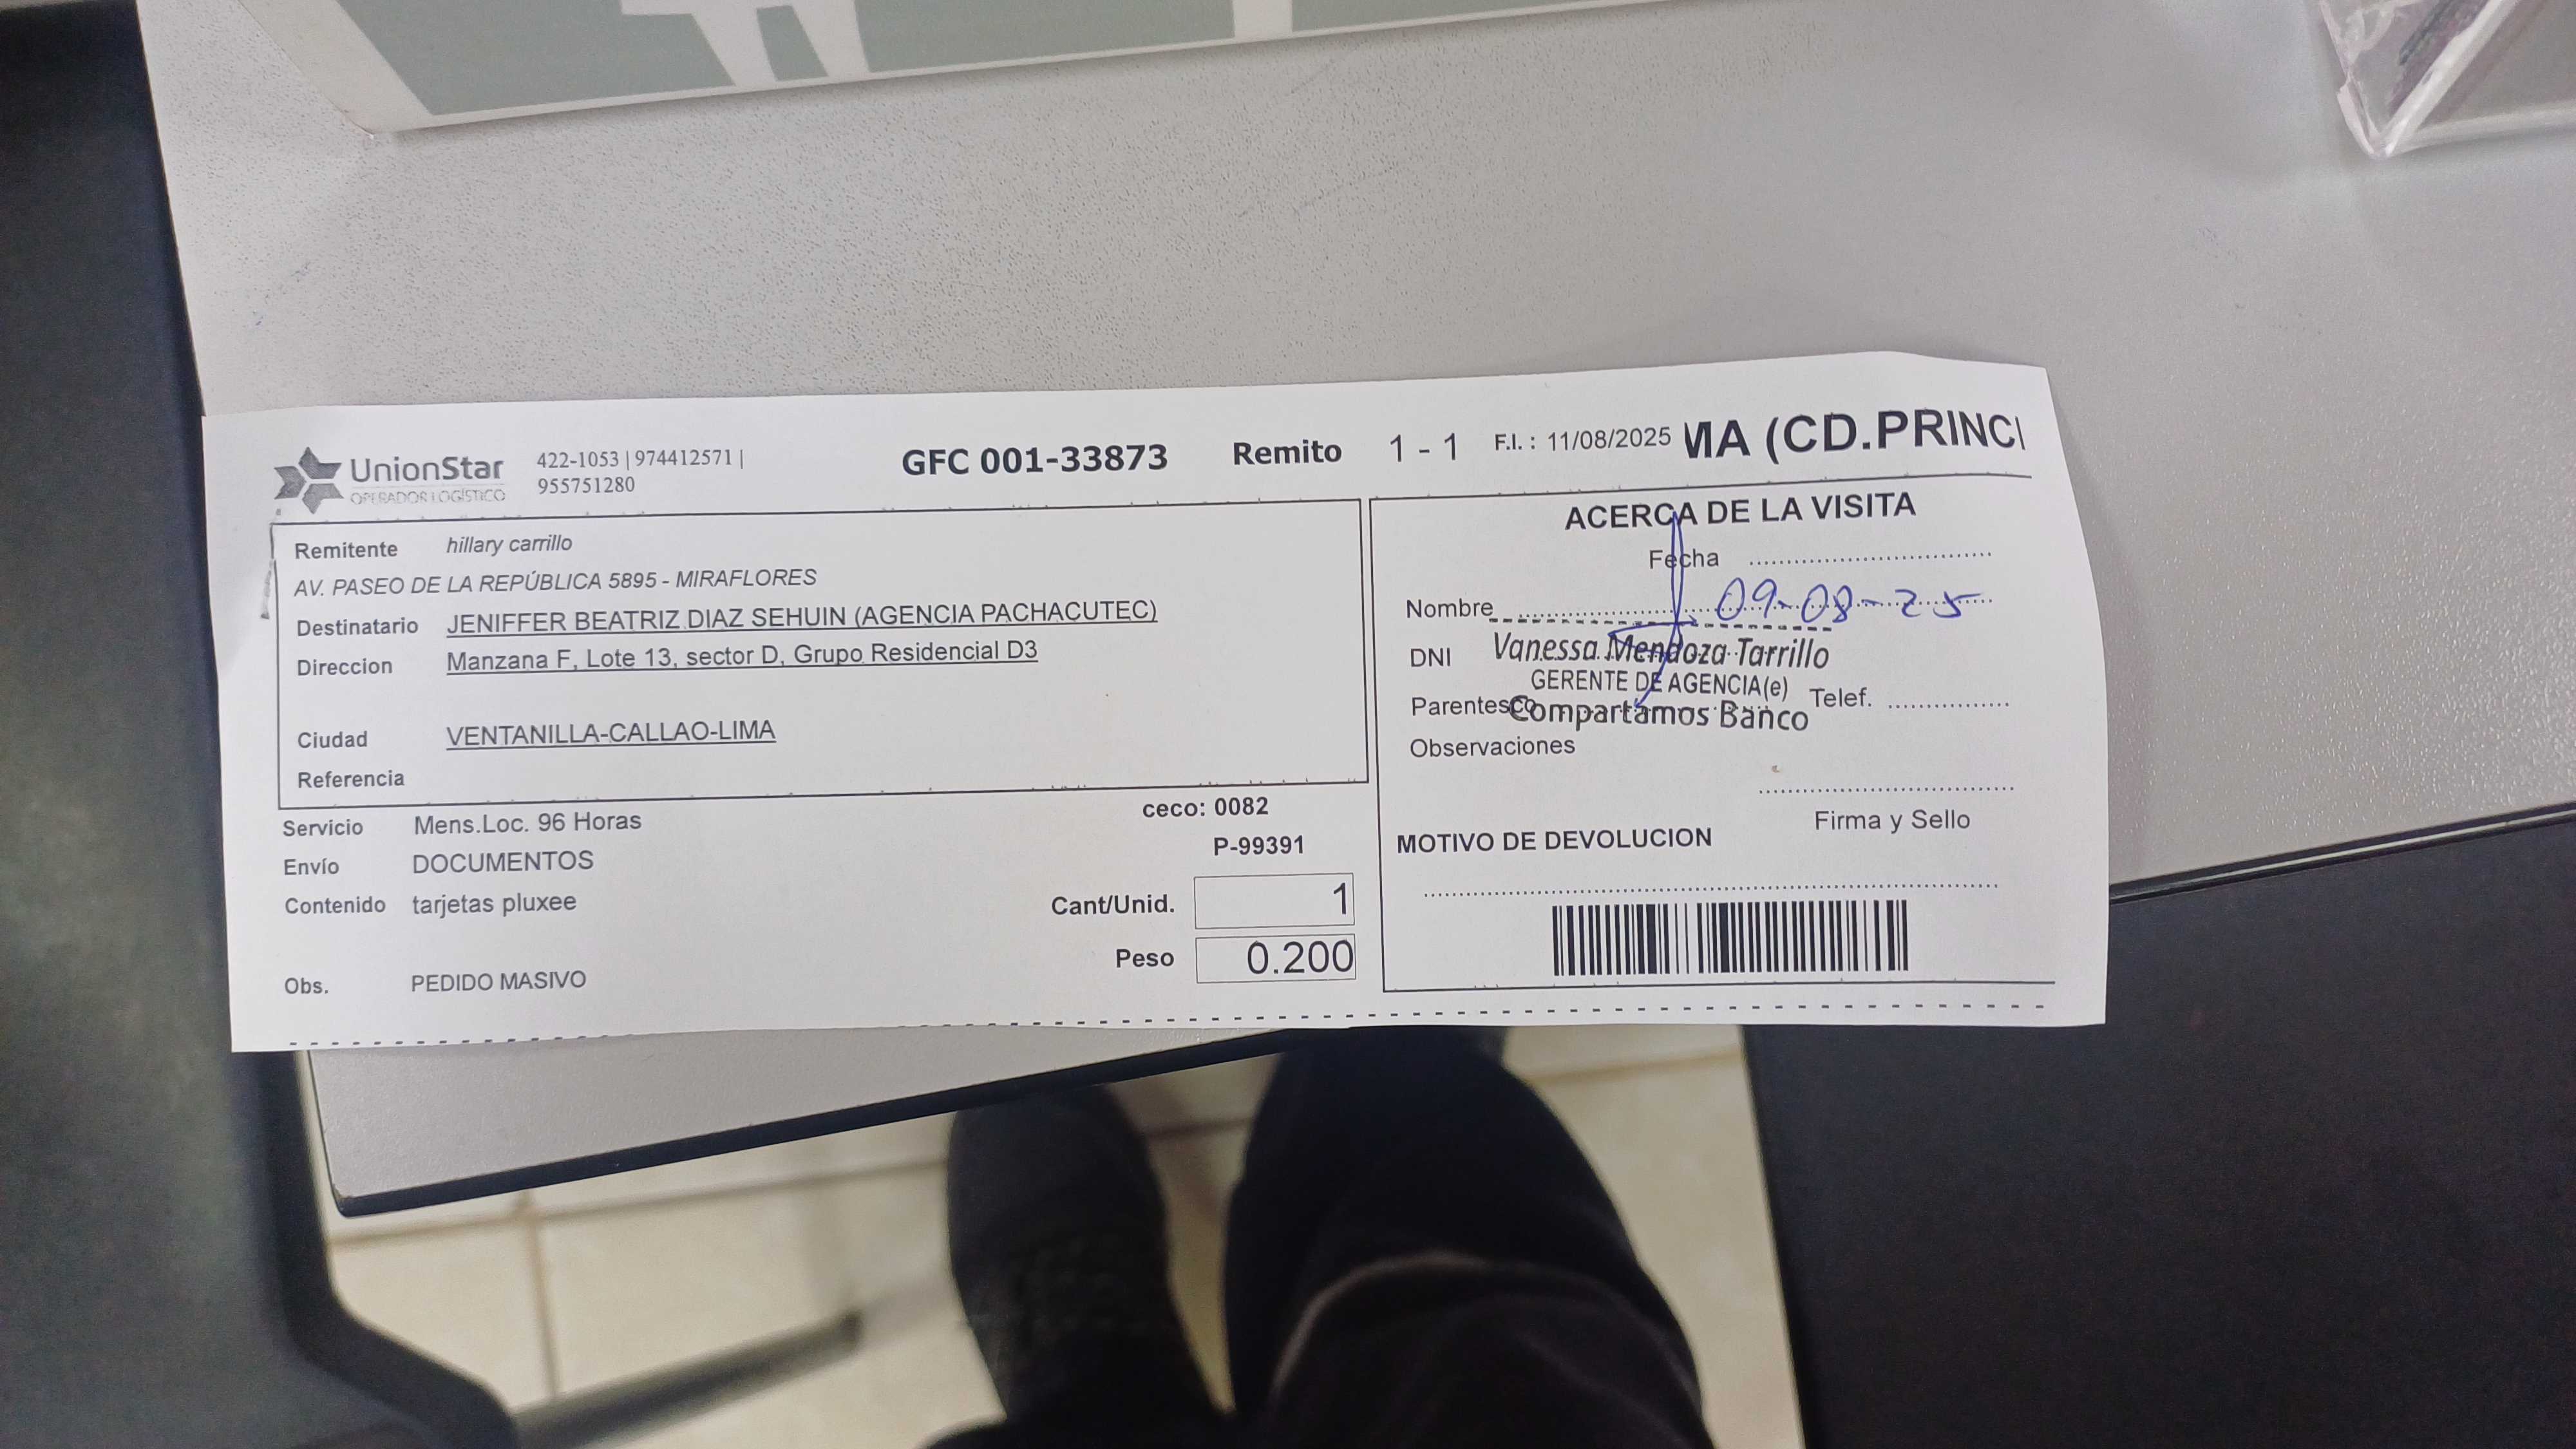 UnionStar
OPERADOR LOGÍSTICO
422-1053 | 974412571 |
955751280
GFC 001-33873
Remito 1 - 1
F.I. : 11/08/2025
MA (CD.PRINCI
Remitente hillary carrillo
AV. PASEO DE LA REPÚBLICA 5895 - MIRAFLORES
Destinatario JENIFFER BEATRIZ DIAZ SEHUIN (AGENCIA PACHACUTEC)
Direccion Manzana F, Lote 13, sector D, Grupo Residencial D3
Ciudad VENTANILLA-CALLAO-LIMA
Referencia
Servicio Mens.Loc. 96 Horas
Envío DOCUMENTOS
Contenido tarjetas pluxee
Obs. PEDIDO MASIVO
ceco: 0082
P-99391
Cant/Unid. 1
Peso 0.200
ACERCA DE LA VISITA
Fecha
Nombre 09-08-25
DNI Vanessa Mendoza Tarrillo
GERENTE DE AGENCIA(e)
Parentesco Compartamos Banco Telef.
Observaciones
Firma y Sello
MOTIVO DE DEVOLUCION